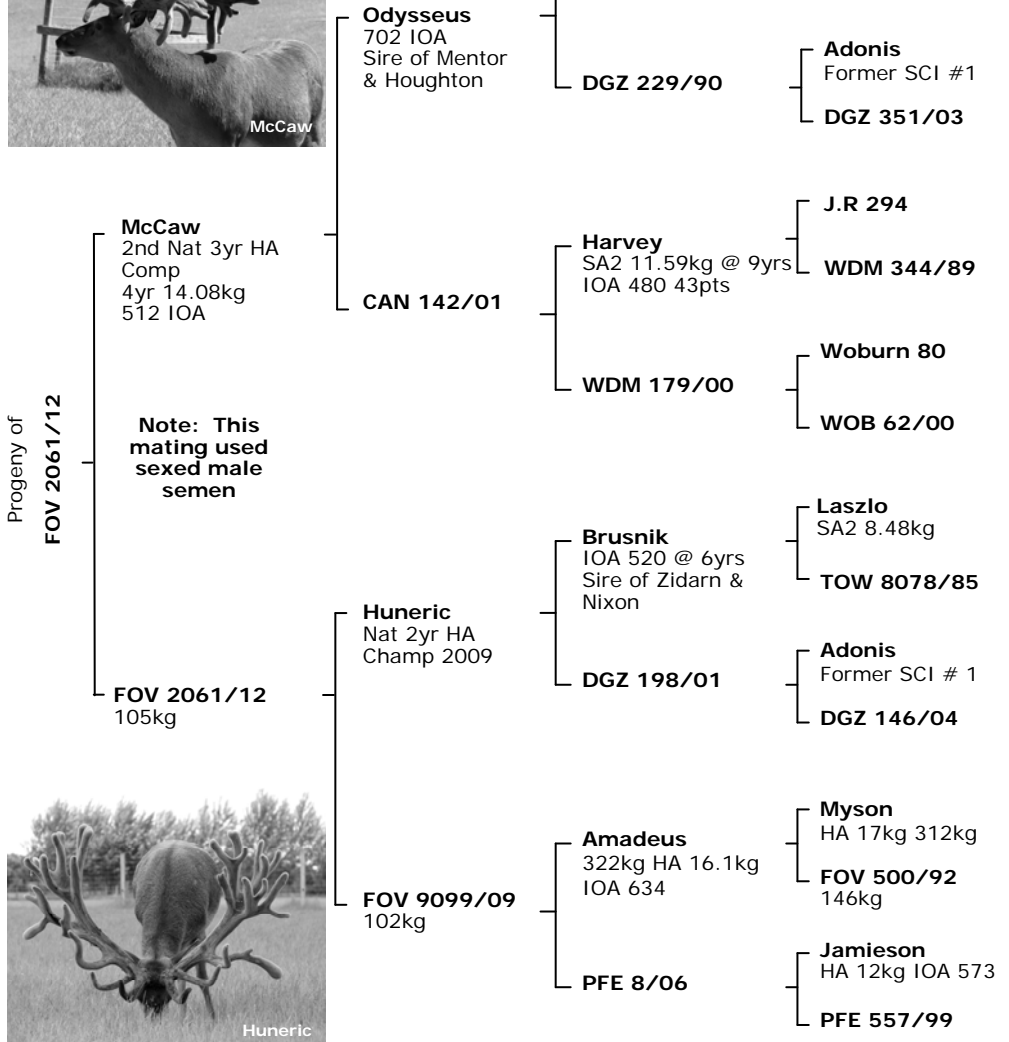 McCaw
Odysseus
702 IOA
Sire of Mentor
& Houghton
DGZ 229/90
Adonis
Former SCI #1
DGZ 351/03
Progeny of
FOV 2061/12
McCaw
2nd Nat 3yr HA
Comp
4yr 14.08kg
512 IOA
Note: This
mating used
sexed male
semen
CAN 142/01
Harvey
SA2 11.59kg @ 9yrs
IOA 480 43pts
J.R 294
WDM 344/89
WDM 179/00
Woburn 80
WOB 62/00
FOV 2061/12
105kg
Huneric
Nat 2yr HA
Champ 2009
Brusnik
IOA 520 @ 6yrs
Sire of Zidarn &
Nixon
Laszlo
SA2 8.48kg
TOW 8078/85
DGZ 198/01
Adonis
Former SCI # 1
DGZ 146/04
FOV 9099/09
102kg
Amadeus
322kg HA 16.1kg
IOA 634
Myson
HA 17kg 312kg
FOV 500/92
146kg
PFE 8/06
Jamieson
HA 12kg IOA 573
PFE 557/99
Huneric